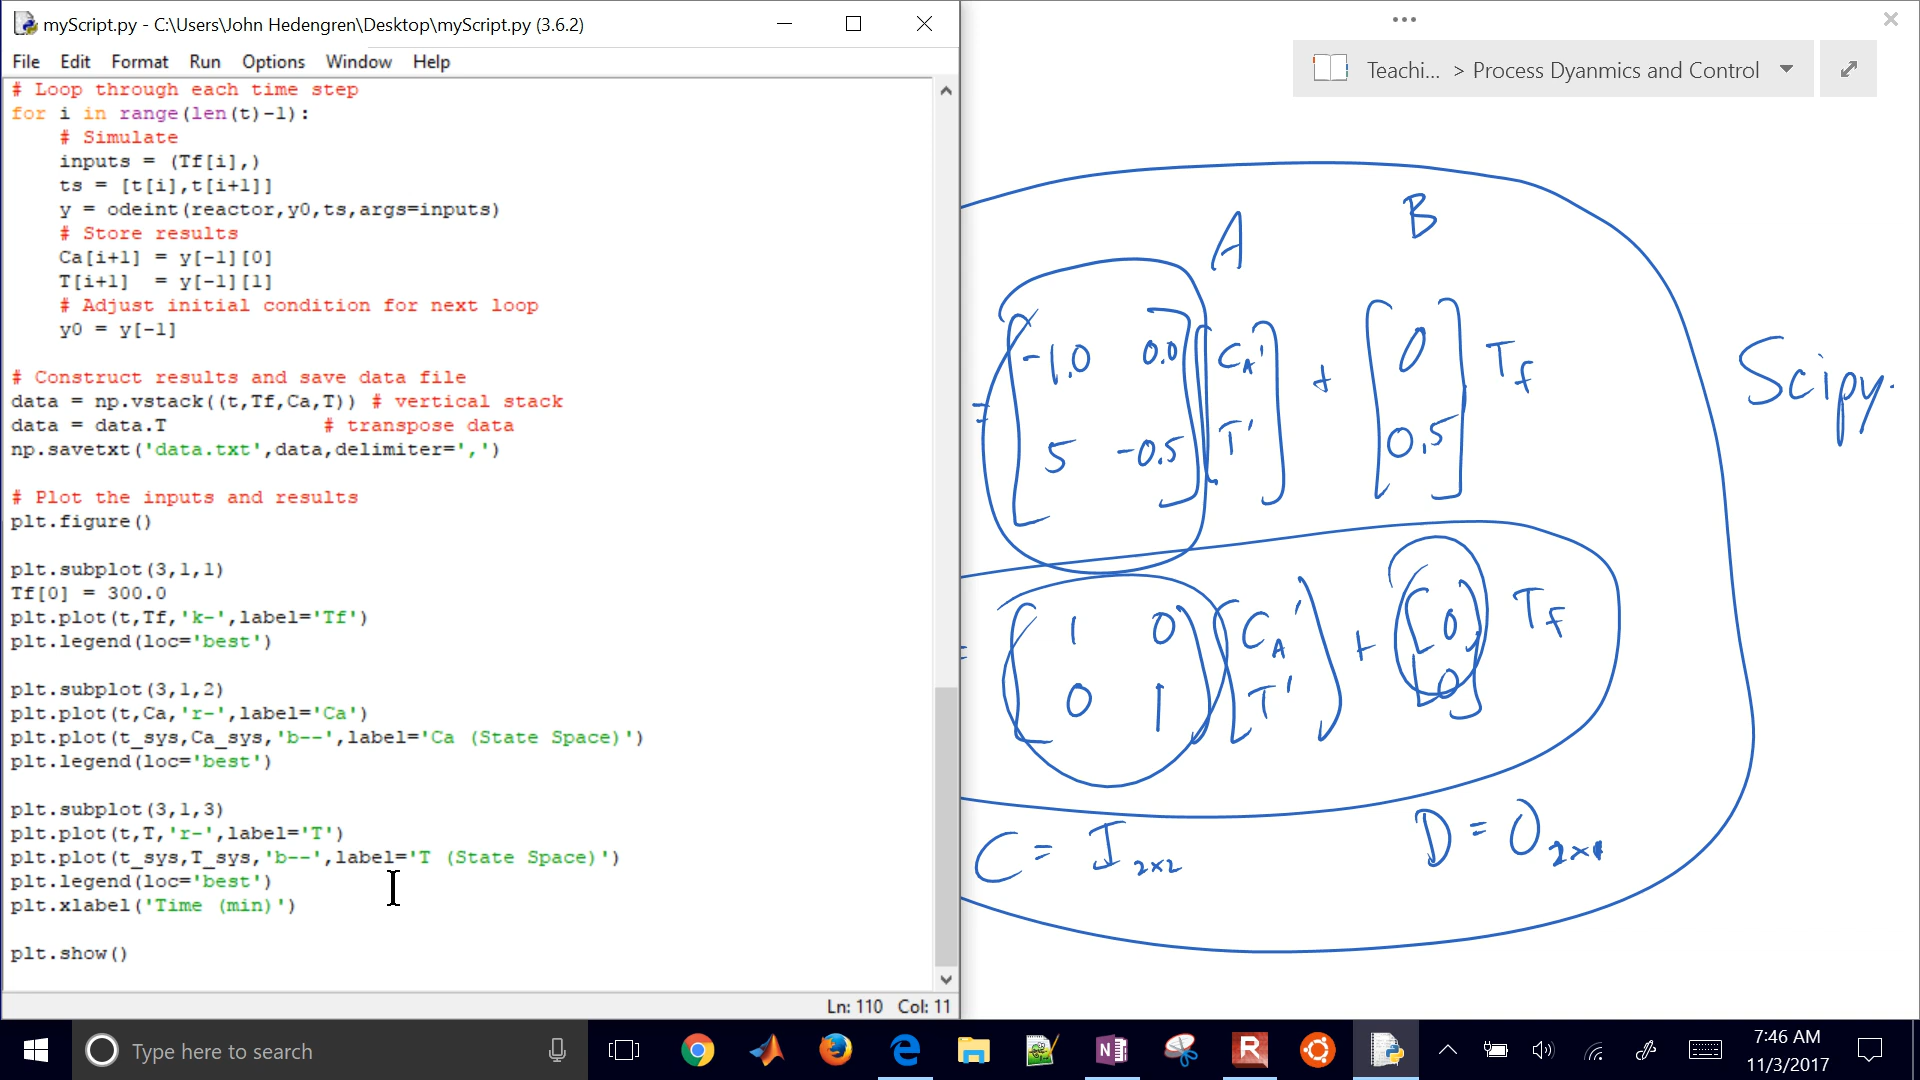 myScript.py - C:\Users\John Hedengren\Desktop\myScript.py (3.6.2)
File Edit Format Run Options Window Help
# Loop through each time step
for i in range(len(t)-1):
    # Simulate
    inputs = (Tf[i],)
    ts = [t[i],t[i+1]]
    y = odeint(reactor,y0,ts,args=inputs)
    # Store results
    Ca[i+1] = y[-1][0]
    T[i+1]  = y[-1][1]
    # Adjust initial condition for next loop
    y0 = y[-1]
# Construct results and save data file
data = np.vstack((t,Tf,Ca,T)) # vertical stack
data = data.T             # transpose data
np.savetxt('data.txt',data,delimiter=',')
# Plot the inputs and results
plt.figure()
plt.subplot(3,1,1)
Tf[0] = 300.0
plt.plot(t,Tf,'k-',label='Tf')
plt.legend(loc='best')
plt.subplot(3,1,2)
plt.plot(t,Ca,'r-',label='Ca')
plt.plot(t_sys,Ca_sys,'b--',label='Ca (State Space)')
plt.legend(loc='best')
plt.subplot(3,1,3)
plt.plot(t,T,'r-',label='T')
plt.plot(t_sys,T_sys,'b--',label='T (State Space)')
plt.legend(loc='best')
plt.xlabel('Time (min)')
plt.show()
Ln: 110 Col: 11
Teachi... > Process Dyanmics and Control
A B
= -1.0 0.0 CA' + 0 Tf
5 -0.5 T' 0.5
Scipy.
= 1 0 CA' + 0 Tf
0 1 T' 0
C = I 2x2 D = O 2x1
Type here to search
7:46 AM
11/3/2017